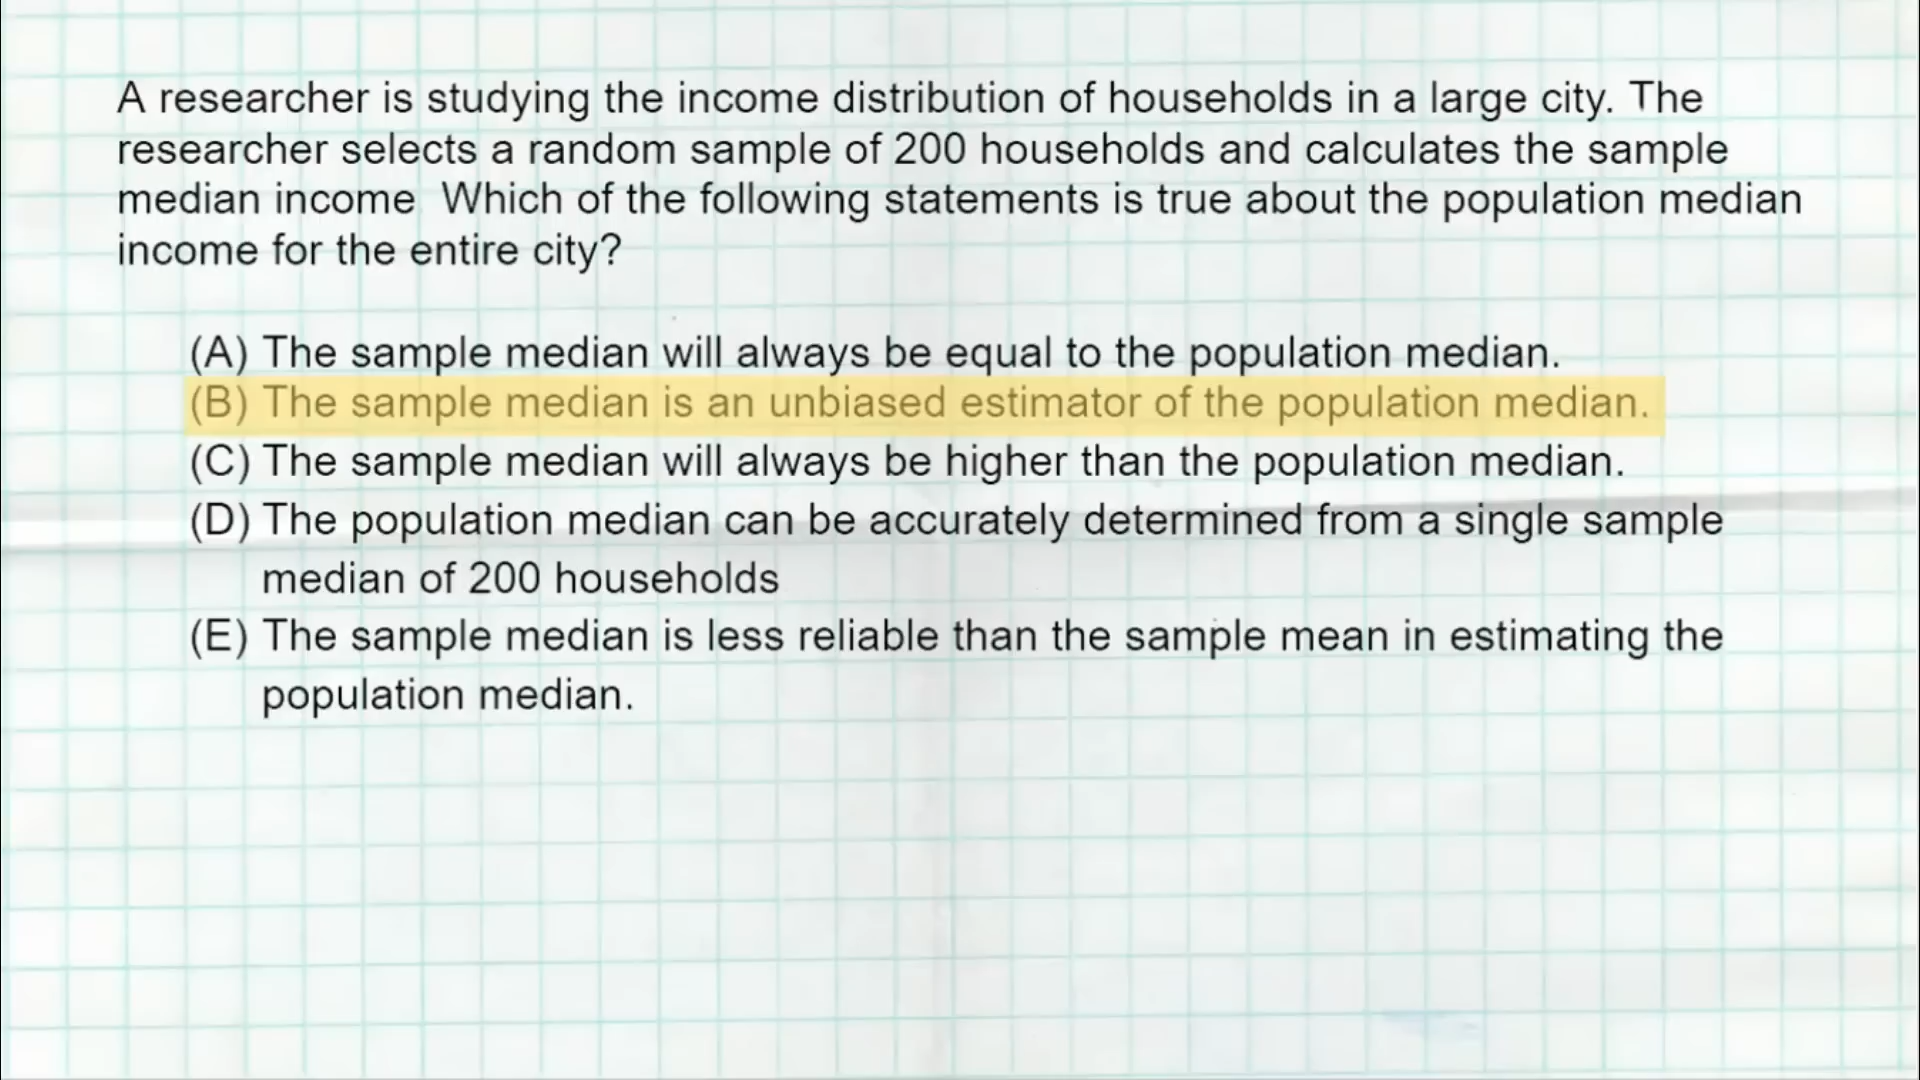 A researcher is studying the income distribution of households in a large city. The
researcher selects a random sample of 200 households and calculates the sample
median income Which of the following statements is true about the population median
income for the entire city?
(A) The sample median will always be equal to the population median.
(B) The sample median is an unbiased estimator of the population median.
(C) The sample median will always be higher than the population median.
(D) The population median can be accurately determined from a single sample
median of 200 households
(E) The sample median is less reliable than the sample mean in estimating the
population median.